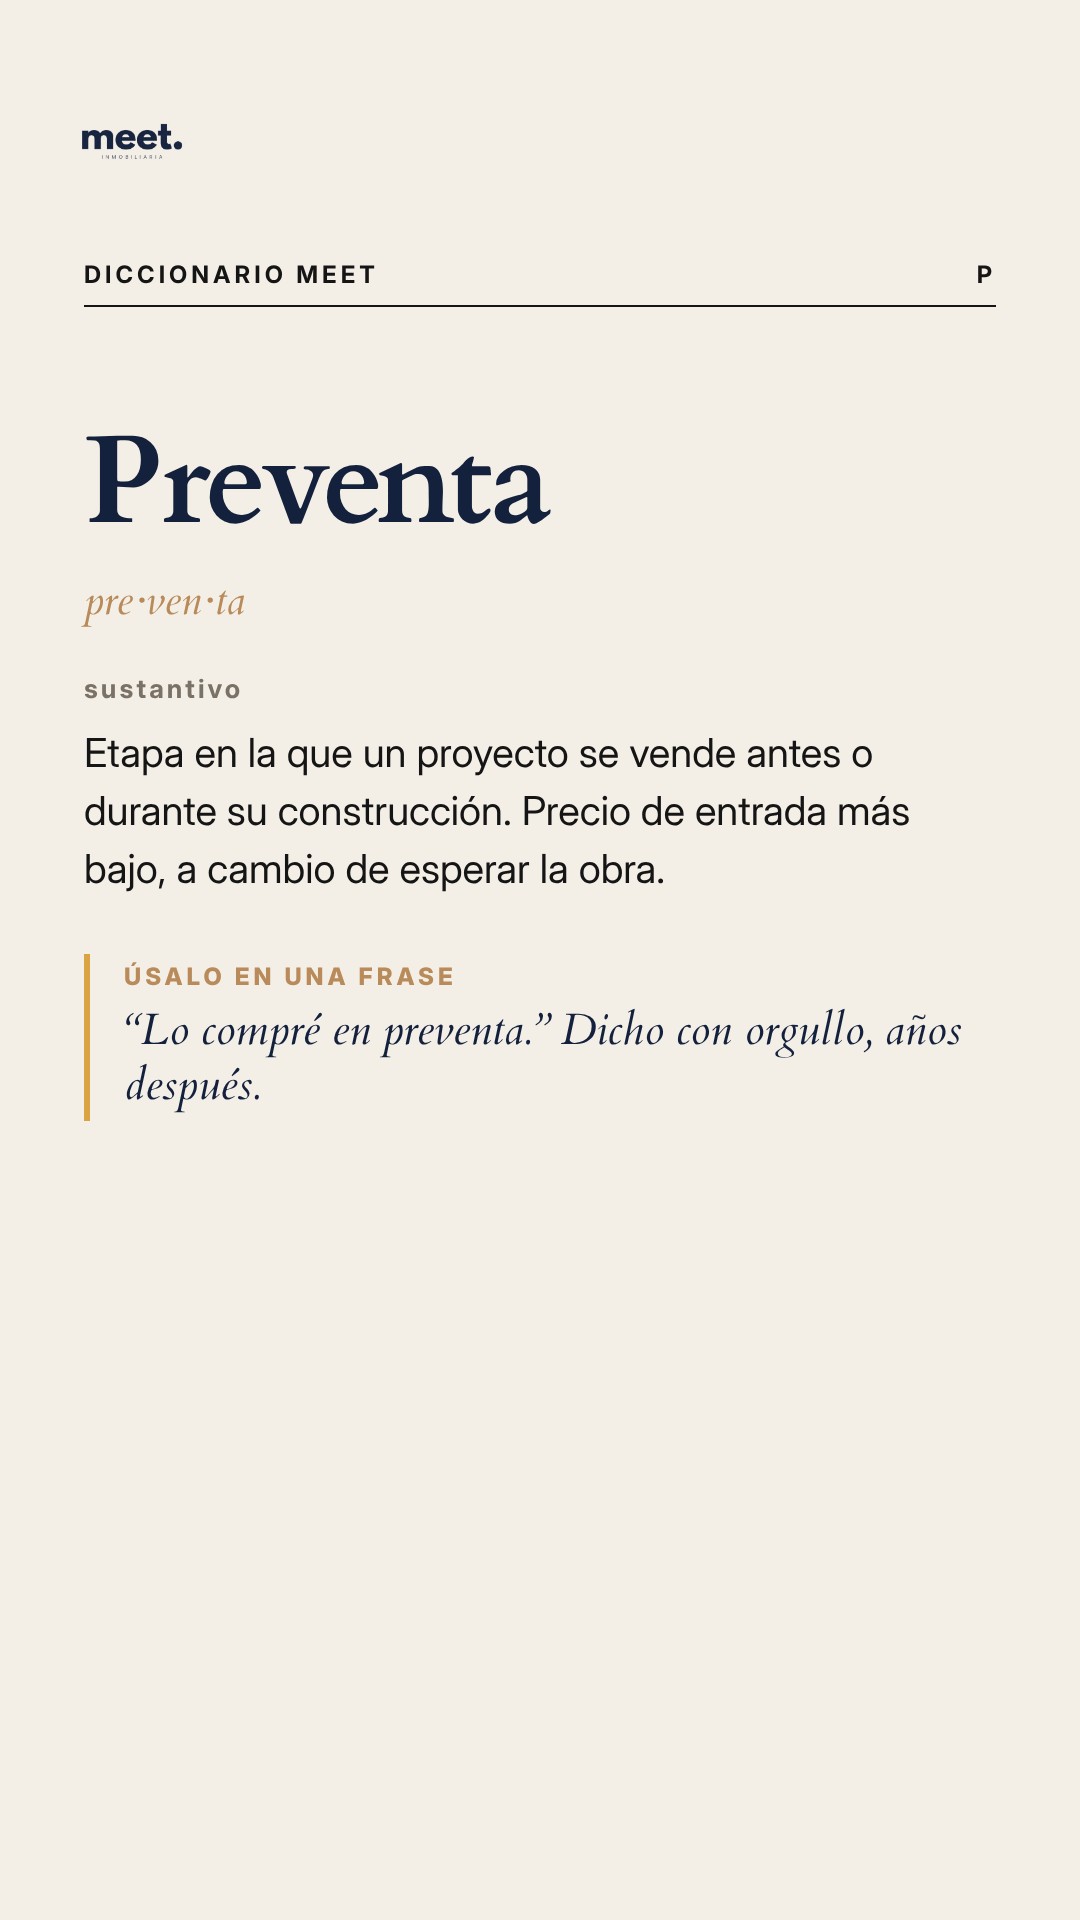 meet.
INMOBILIARIA
DICCIONARIO MEET P
Preventa
pre·ven·ta
sustantivo
Etapa en la que un proyecto se vende antes o
durante su construcción. Precio de entrada más
bajo, a cambio de esperar la obra.
ÚSALO EN UNA FRASE
“Lo compré en preventa.” Dicho con orgullo, años
después.